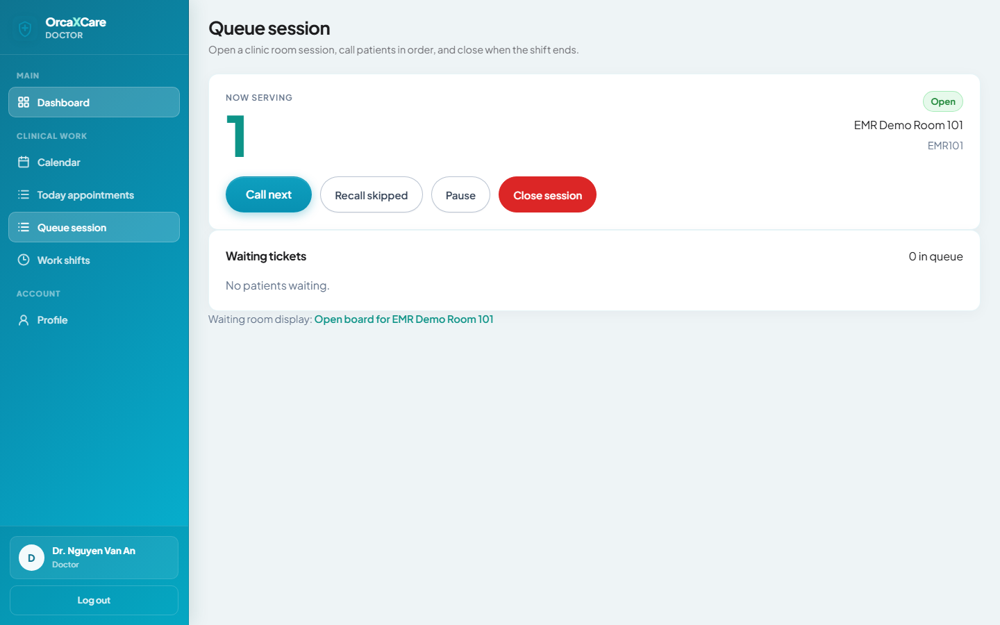 OrcaXCare
DOCTOR
MAIN
Dashboard
CLINICAL WORK
Calendar
Today appointments
Queue session
Work shifts
ACCOUNT
Profile
D
Dr. Nguyen Van An
Doctor
Log out
Queue session
Open a clinic room session, call patients in order, and close when the shift ends.
NOW SERVING
1
Open
EMR Demo Room 101
EMR101
Call next
Recall skipped
Pause
Close session
Waiting tickets
0 in queue
No patients waiting.
Waiting room display: Open board for EMR Demo Room 101